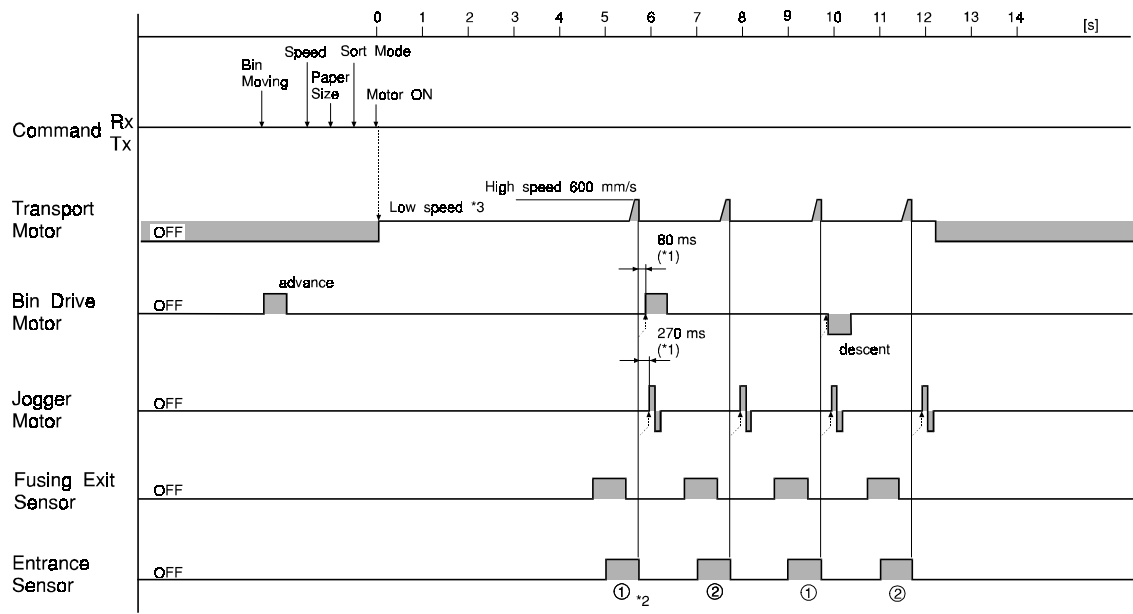 0 1 2 3 4 5 6 7 8 9 10 11 12 13 14 [s]
Speed Sort Mode
Bin
Moving
Paper
Size
Motor ON
Command Rx
Tx
High speed 600 mm/s
Transport
Motor
Low speed *3
OFF
80 ms
(*1)
advance
Bin Drive
Motor
OFF
270 ms
(*1)
descent
Jogger
Motor
OFF
Fusing Exit
Sensor
OFF
Entrance
Sensor
OFF
① *2 ② ① ②